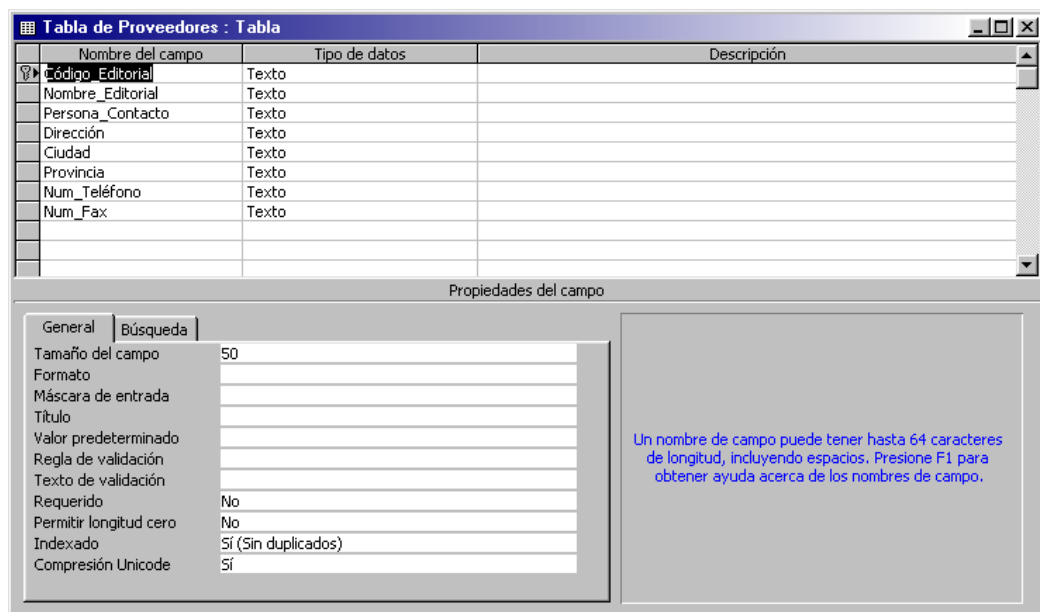 Tabla de Proveedores : Tabla
Nombre del campo Tipo de datos Descripción
Código_Editorial Texto
Nombre_Editorial Texto
Persona_Contacto Texto
Dirección Texto
Ciudad Texto
Provincia Texto
Num_Teléfono Texto
Num_Fax Texto
Propiedades del campo
General Búsqueda
Tamaño del campo 50
Formato
Máscara de entrada
Título
Valor predeterminado
Regla de validación
Texto de validación
Requerido No
Permitir longitud cero No
Indexado Sí (Sin duplicados)
Compresión Unicode Sí
Un nombre de campo puede tener hasta 64 caracteres
de longitud, incluyendo espacios. Presione F1 para
obtener ayuda acerca de los nombres de campo.